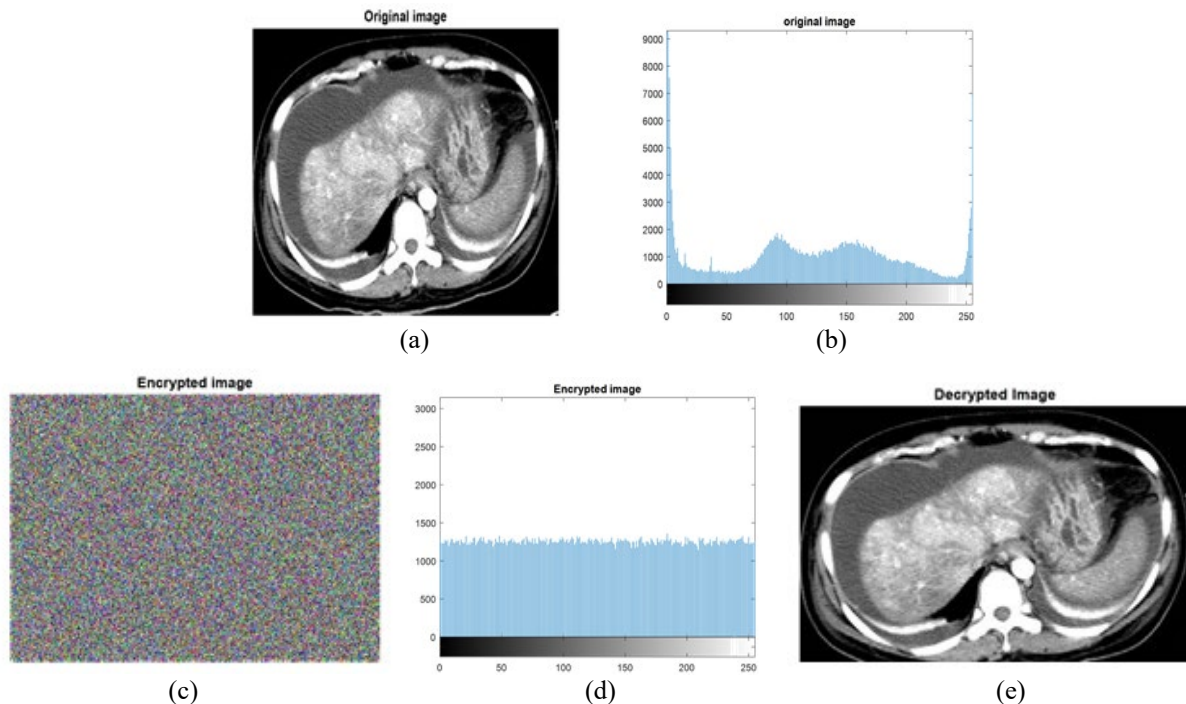 Original image
original image
9000
8000
7000
6000
5000
4000
3000
2000
1000
0
0 50 100 150 200 250
(a) (b)
Encrypted image
Encrypted image
Decrypted Image
3000
2500
2000
1500
1000
500
0
0 50 100 150 200 250
(c) (d) (e)